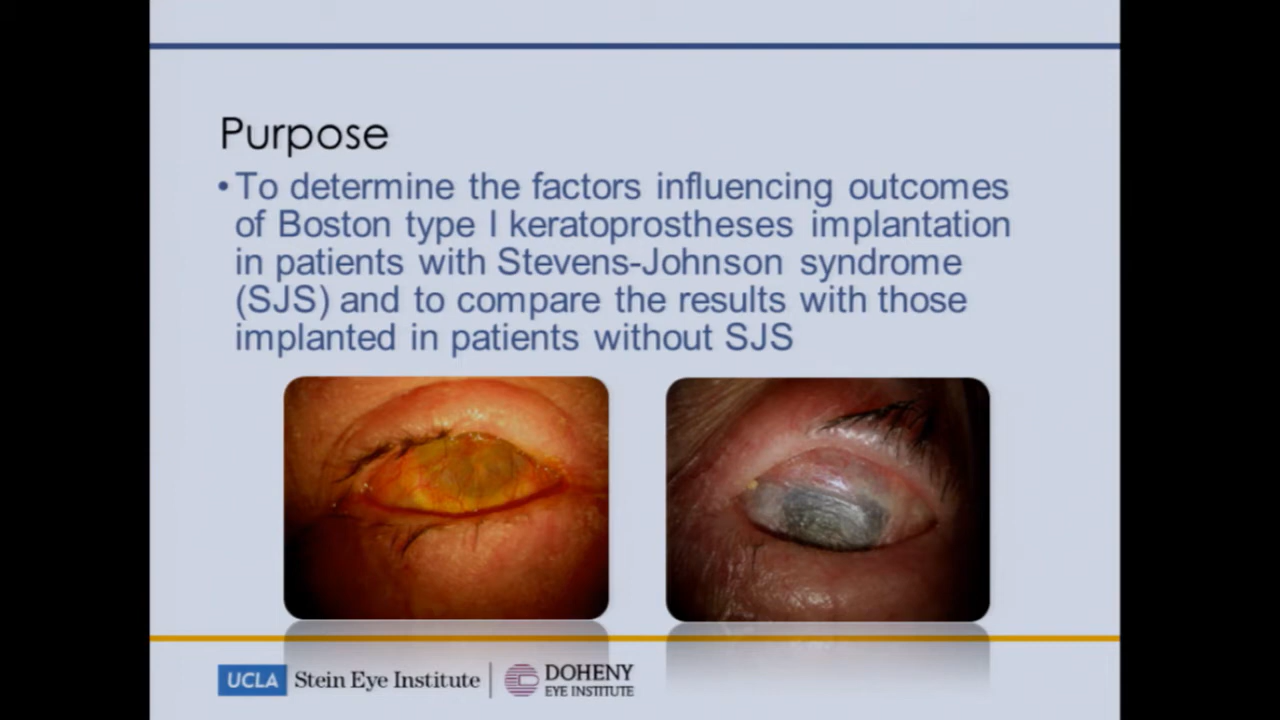 Purpose
• To determine the factors influencing outcomes
of Boston type I keratoprostheses implantation
in patients with Stevens-Johnson syndrome
(SJS) and to compare the results with those
implanted in patients without SJS
UCLA Stein Eye Institute | DOHENY
EYE INSTITUTE